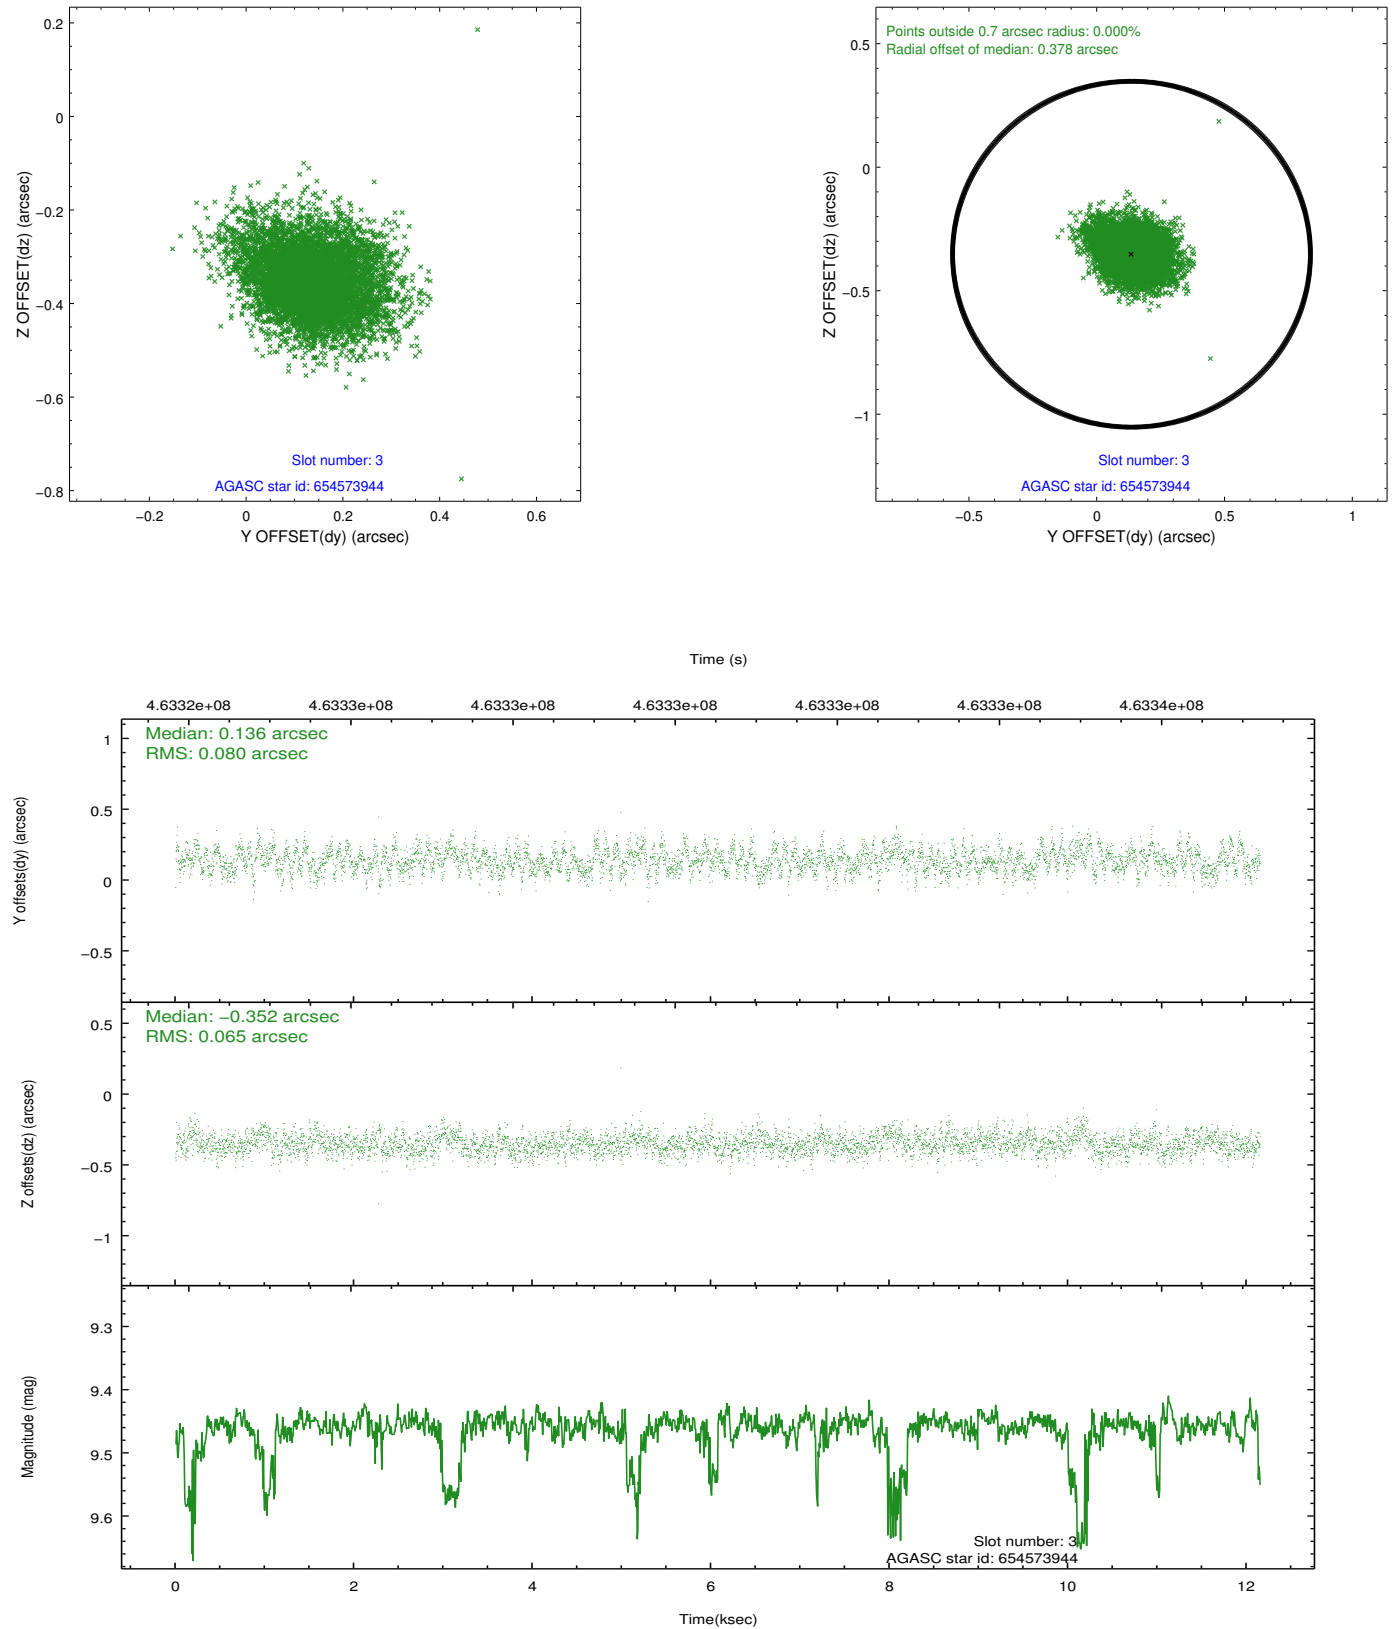 0.2
0
−0.2
−0.4
−0.6
−0.8
Z OFFSET(dz) (arcsec)
Slot number: 3
AGASC star id: 654573944
−0.2
0
0.2
0.4
0.6
Y OFFSET(dy) (arcsec)
Points outside 0.7 arcsec radius: 0.000%
Radial offset of median: 0.378 arcsec
0.5
0
−0.5
−1
Z OFFSET(dz) (arcsec)
Slot number: 3
AGASC star id: 654573944
−0.5
0
0.5
1
Y OFFSET(dy) (arcsec)
Time (s)
4.6332e+08
4.6333e+08
4.6333e+08
4.6333e+08
4.6333e+08
4.6333e+08
4.6334e+08
Median: 0.136 arcsec
RMS: 0.080 arcsec
1
0.5
0
−0.5
Y offsets(dy) (arcsec)
Median: −0.352 arcsec
RMS: 0.065 arcsec
0.5
0
−0.5
−1
Z offsets(dz) (arcsec)
9.3
9.4
9.5
9.6
Magnitude (mag)
Slot number: 3
AGASC star id: 654573944
0
2
4
6
8
10
12
Time(ksec)